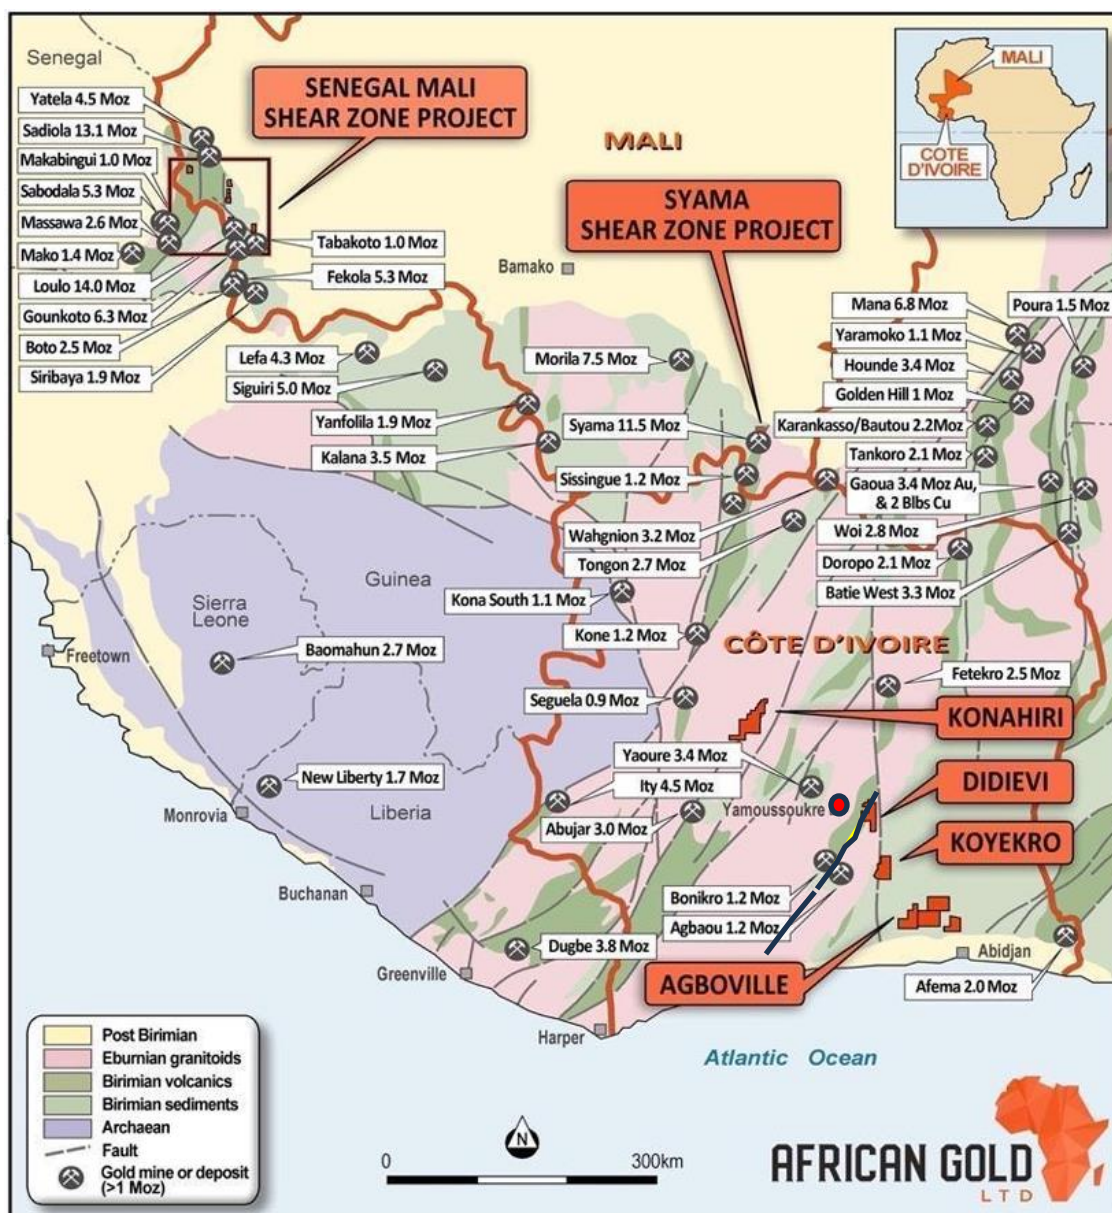 Senegal
SENEGAL MALI
SHEAR ZONE PROJECT
MALI
MALI
COTE
D'IVOIRE
Yatela 4.5 Moz
Sadiola 13.1 Moz
Makabingui 1.0 Moz
Sabodala 5.3 Moz
Massawa 2.6 Moz
Mako 1.4 Moz
Loulo 14.0 Moz
Gounkoto 6.3 Moz
Boto 2.5 Moz
Siribaya 1.9 Moz
Tabakoto 1.0 Moz
Fekola 5.3 Moz
SYAMA
SHEAR ZONE PROJECT
Bamako
Lefa 4.3 Moz
Siguiri 5.0 Moz
Yanfolila 1.9 Moz
Kalana 3.5 Moz
Morila 7.5 Moz
Syama 11.5 Moz
Sissingue 1.2 Moz
Wahgnion 3.2 Moz
Tongon 2.7 Moz
Mana 6.8 Moz
Poura 1.5 Moz
Yaramoko 1.1 Moz
Hounde 3.4 Moz
Golden Hill 1 Moz
Karankasso/Bautou 2.2Moz
Tankoro 2.1 Moz
Gaoua 3.4 Moz Au,
& 2 Blbs Cu
Woi 2.8 Moz
Doropo 2.1 Moz
Batie West 3.3 Moz
Guinea
Sierra
Leone
Freetown
Baomahun 2.7 Moz
Kona South 1.1 Moz
Kone 1.2 Moz
CÔTE D'IVOIRE
Fetekro 2.5 Moz
Seguela 0.9 Moz
KONAHIRI
Yaoure 3.4 Moz
New Liberty 1.7 Moz
Ity 4.5 Moz
DIDIEVI
Monrovia
Liberia
Abujar 3.0 Moz
Yamoussoukre
KOYEKRO
Buchanan
Bonikro 1.2 Moz
Agbaou 1.2 Moz
Dugbe 3.8 Moz
Greenville
AGBOVILLE
Abidjan
Afema 2.0 Moz
Harper
Atlantic Ocean
Post Birimian
Eburnian granitoids
Birimian volcanics
Birimian sediments
Archaean
Fault
Gold mine or deposit
(>1 Moz)
N
0 300km
AFRICAN GOLD
LTD